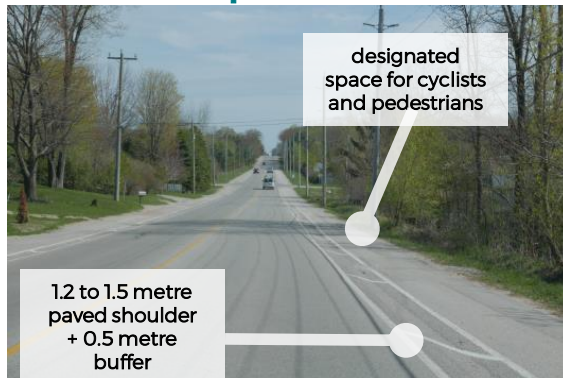 designated
space for cyclists
and pedestrians
1.2 to 1.5 metre
paved shoulder
+ 0.5 metre
buffer